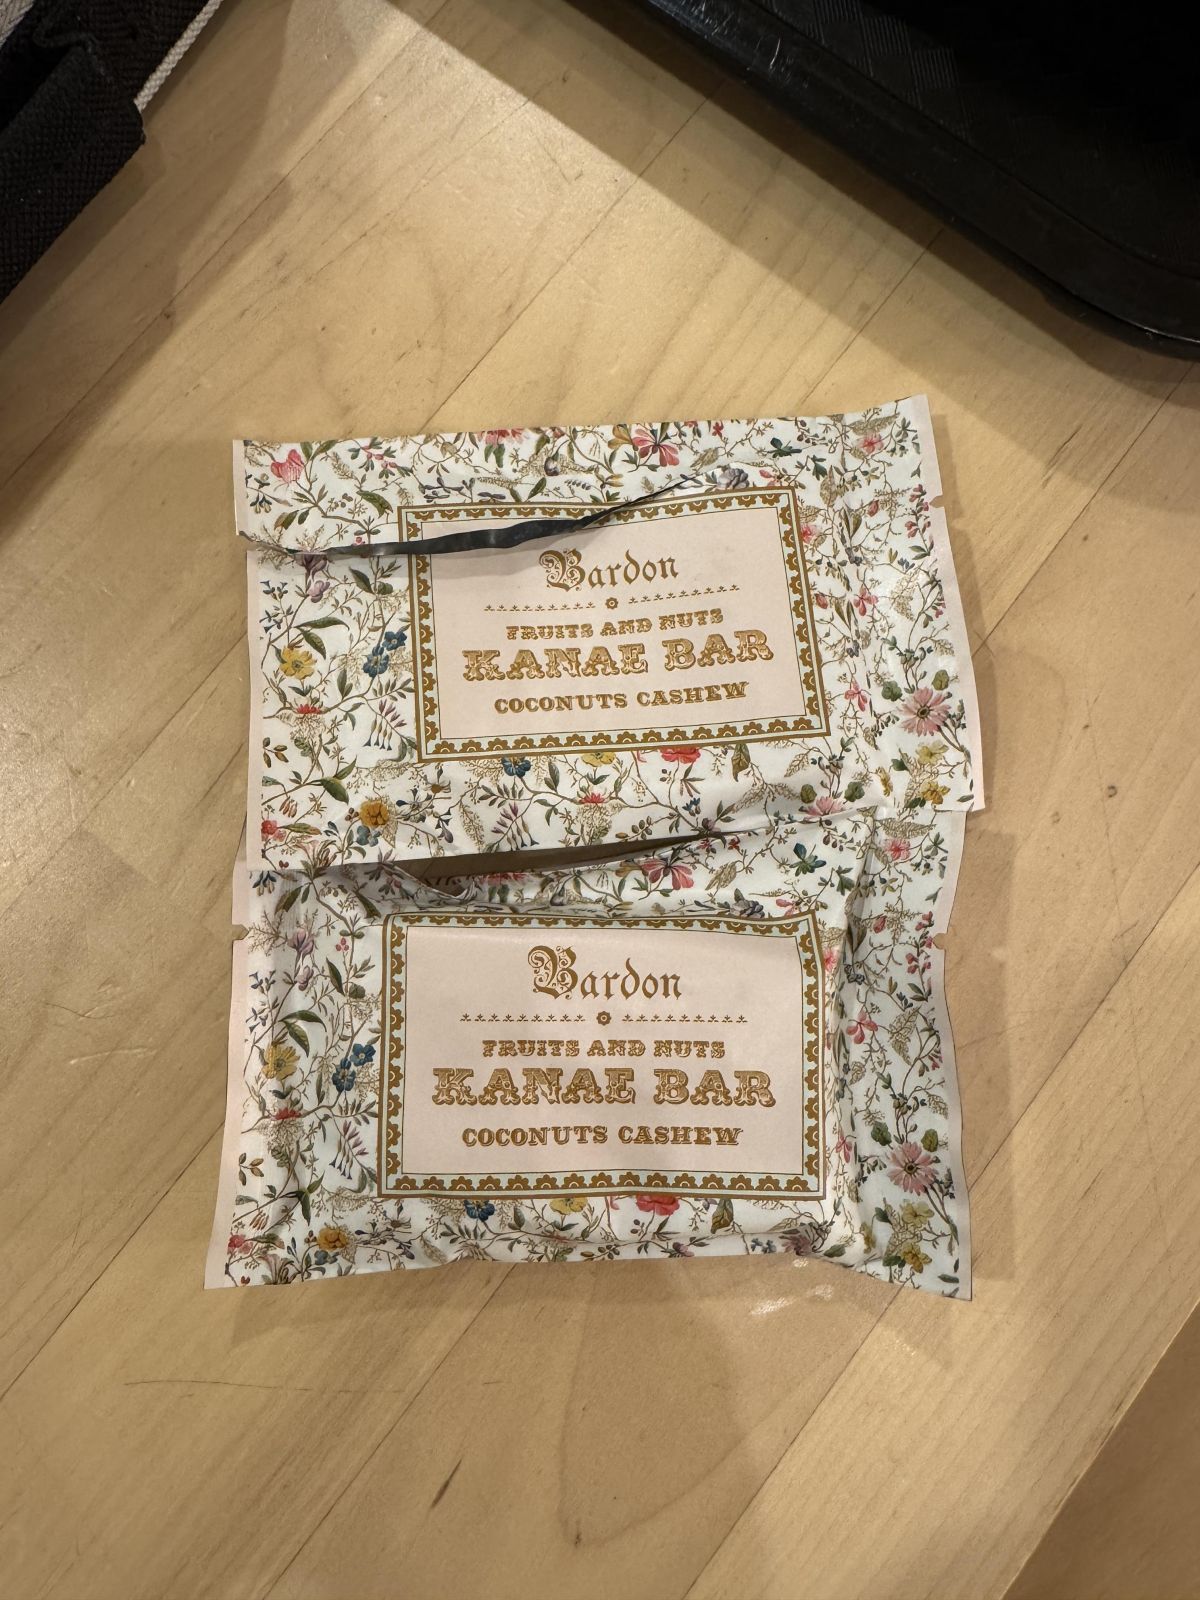 Bardon
FRUITS AND NUTS
KANAE BAR
COCONUTS CASHEW
Bardon
FRUITS AND NUTS
KANAE BAR
COCONUTS CASHEW